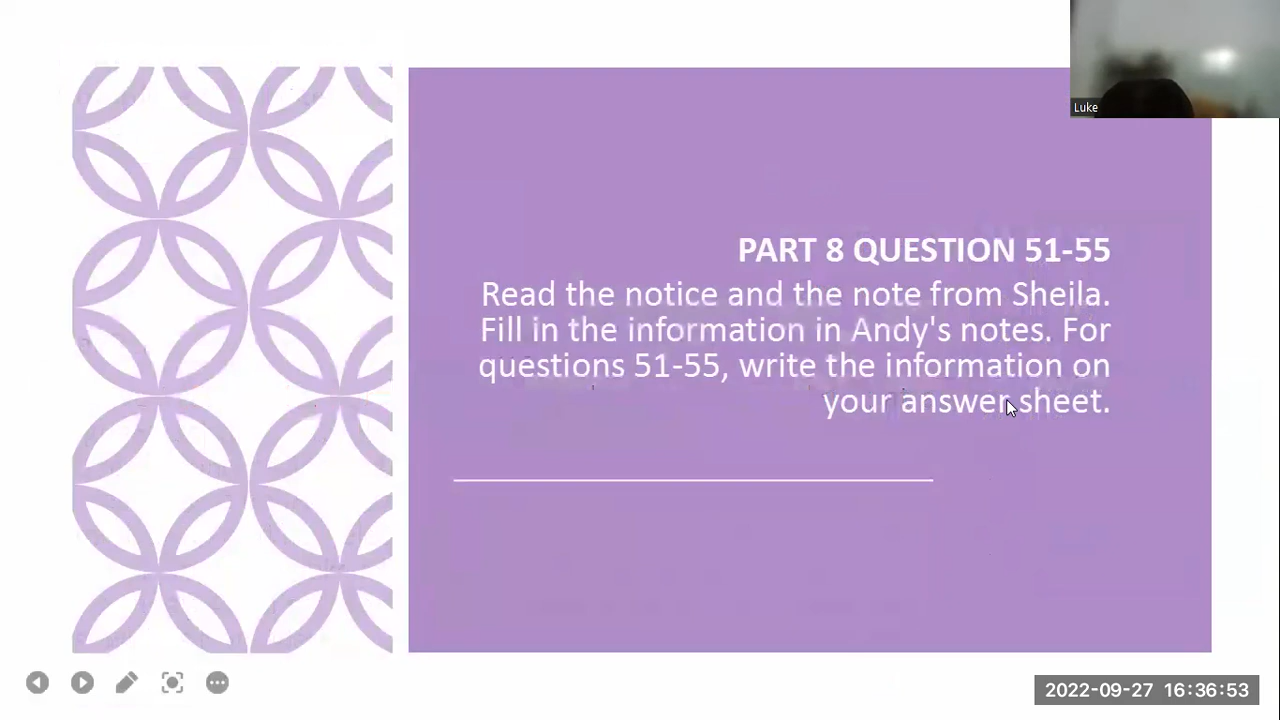 Luke
PART 8 QUESTION 51-55
Read the notice and the note from Sheila.
Fill in the information in Andy's notes. For
questions 51-55, write the information on
your answer sheet.
2022-09-27 16:36:53